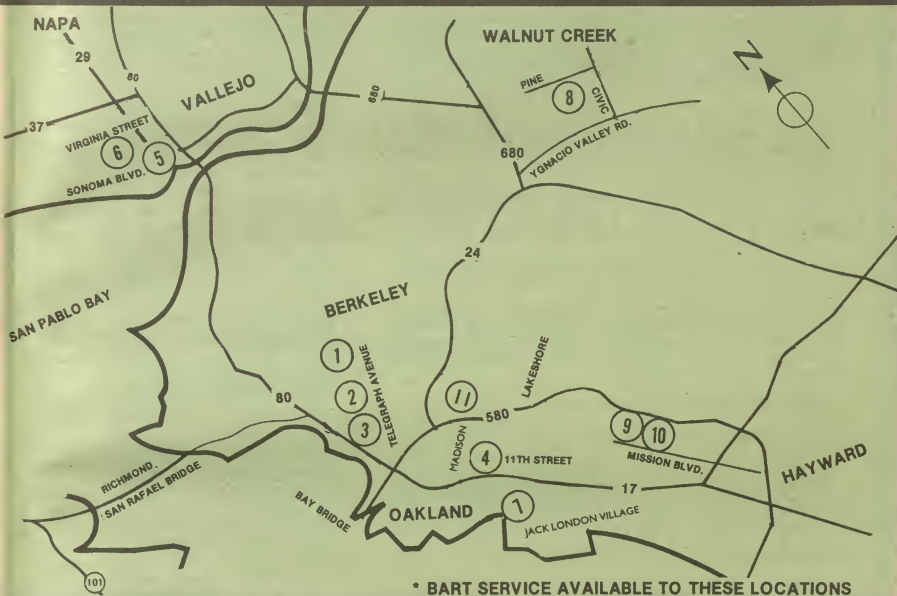 NAPA
29
80
VALLEJO
680
37
VIRGINIA STREET
6
5
SONOMA BLVD.
WALNUT CREEK
PINE
8
CIVIC
680
YGNACIO VALLEY RD.
N
24
SAN PABLO BAY
BERKELEY
1
2
3
TELEGRAPH AVENUE
80
LAKESHORE
11
580
MADISON
4
11TH STREET
9
10
MISSION BLVD.
HAYWARD
17
RICHMOND.
SAN RAFAEL BRIDGE
BAY BRIDGE
OAKLAND
7
JACK LONDON VILLAGE
101
* BART SERVICE AVAILABLE TO THESE LOCATIONS